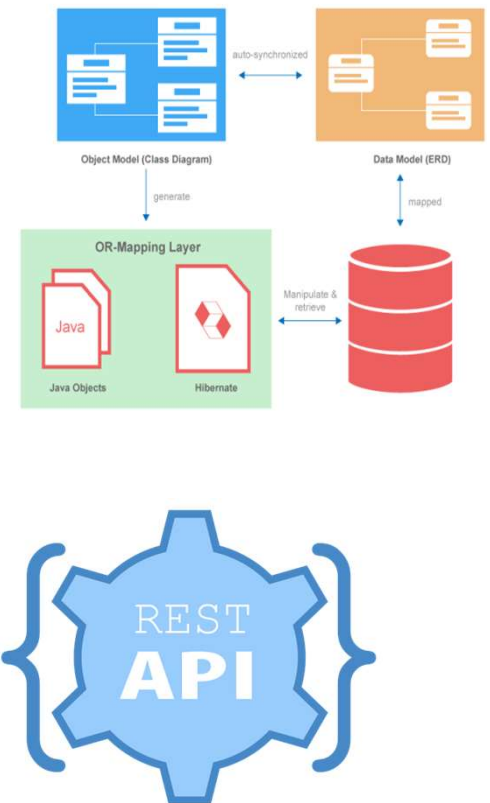 auto-synchronized
Object Model (Class Diagram)
Data Model (ERD)
generate
mapped
OR-Mapping Layer
Java
Java Objects
Hibernate
Manipulate &
retrieve
REST
API